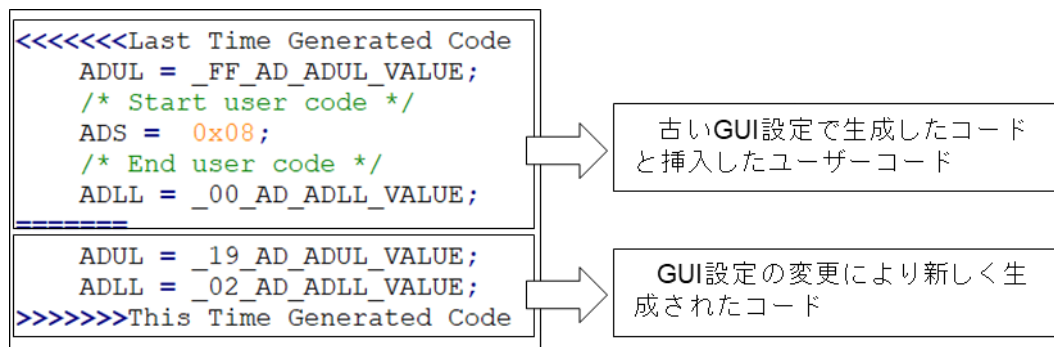 <<<<<<<Last Time Generated Code
ADUL = _FF_AD_ADUL_VALUE;
/* Start user code */
ADS =  0x08;
/* End user code */
ADLL = _00_AD_ADLL_VALUE;
=======
ADUL = _19_AD_ADUL_VALUE;
ADLL = _02_AD_ADLL_VALUE;
>>>>>>>This Time Generated Code
古いGUI設定で生成したコード
と挿入したユーザーコード
GUI設定の変更により新しく生
成されたコード